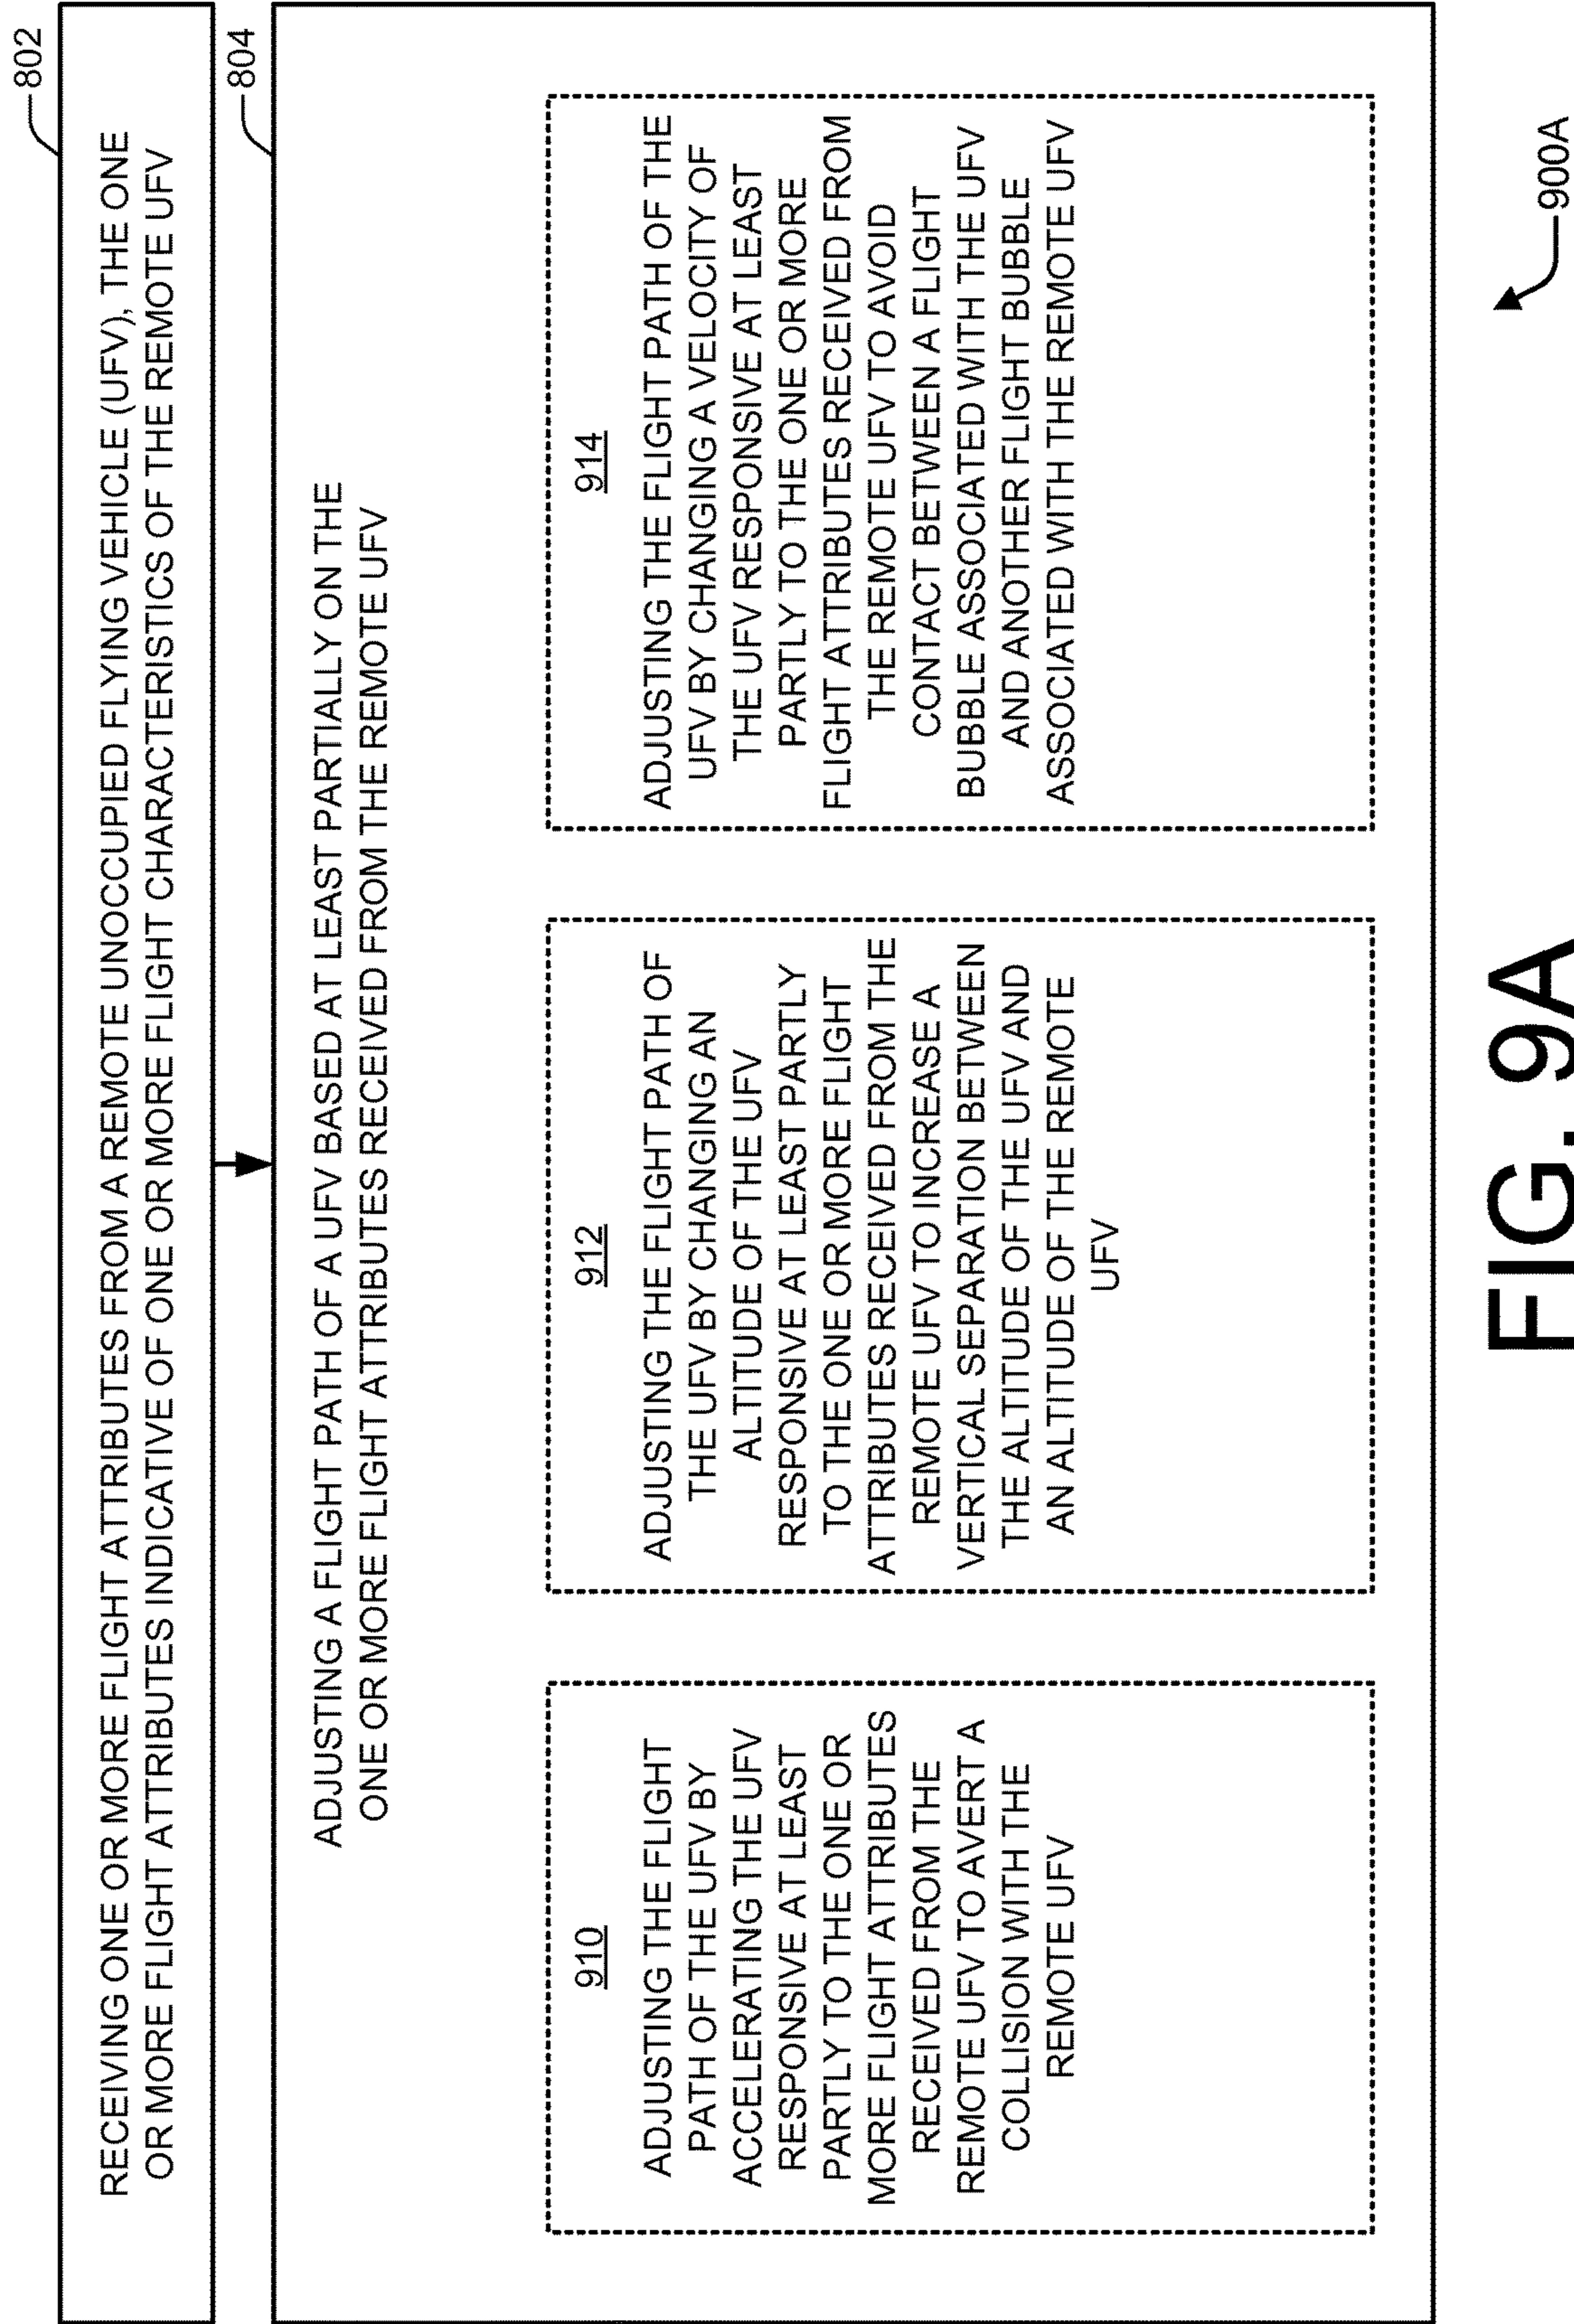 802
RECEIVING ONE OR MORE FLIGHT ATTRIBUTES FROM A REMOTE UNOCCUPIED FLYING VEHICLE (UFV), THE ONE
OR MORE FLIGHT ATTRIBUTES INDICATIVE OF ONE OR MORE FLIGHT CHARACTERISTICS OF THE REMOTE UFV
804
ADJUSTING A FLIGHT PATH OF A UFV BASED AT LEAST PARTIALLY ON THE
ONE OR MORE FLIGHT ATTRIBUTES RECEIVED FROM THE REMOTE UFV
910
ADJUSTING THE FLIGHT
PATH OF THE UFV BY
ACCELERATING THE UFV
RESPONSIVE AT LEAST
PARTLY TO THE ONE OR
MORE FLIGHT ATTRIBUTES
RECEIVED FROM THE
REMOTE UFV TO AVERT A
COLLISION WITH THE
REMOTE UFV
912
ADJUSTING THE FLIGHT PATH OF
THE UFV BY CHANGING AN
ALTITUDE OF THE UFV
RESPONSIVE AT LEAST PARTLY
TO THE ONE OR MORE FLIGHT
ATTRIBUTES RECEIVED FROM THE
REMOTE UFV TO INCREASE A
VERTICAL SEPARATION BETWEEN
THE ALTITUDE OF THE UFV AND
AN ALTITUDE OF THE REMOTE
UFV
914
ADJUSTING THE FLIGHT PATH OF THE
UFV BY CHANGING A VELOCITY OF
THE UFV RESPONSIVE AT LEAST
PARTLY TO THE ONE OR MORE
FLIGHT ATTRIBUTES RECEIVED FROM
THE REMOTE UFV TO AVOID
CONTACT BETWEEN A FLIGHT
BUBBLE ASSOCIATED WITH THE UFV
AND ANOTHER FLIGHT BUBBLE
ASSOCIATED WITH THE REMOTE UFV
900A
FIG. 9A